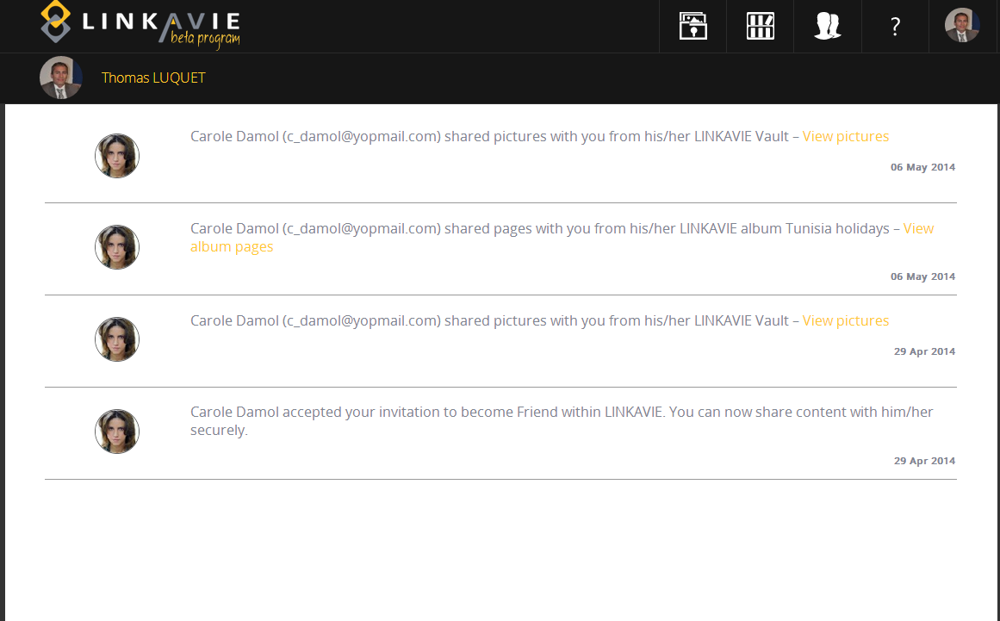 LINKAVIE
beta program
?
Thomas LUQUET
Carole Damol (c_damol@yopmail.com) shared pictures with you from his/her LINKAVIE Vault – View pictures
06 May 2014
Carole Damol (c_damol@yopmail.com) shared pages with you from his/her LINKAVIE album Tunisia holidays – View
album pages
06 May 2014
Carole Damol (c_damol@yopmail.com) shared pictures with you from his/her LINKAVIE Vault – View pictures
29 Apr 2014
Carole Damol accepted your invitation to become Friend within LINKAVIE. You can now share content with him/her
securely.
29 Apr 2014